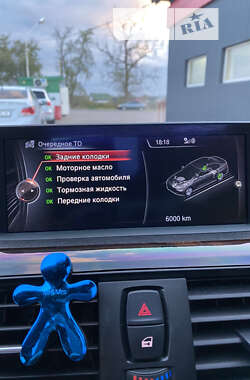 RIA
Очередное ТО
18:18
OK Задние колодки
OK Моторное масло
OK Проверка автомобиля
OK Тормозная жидкость
OK Передние колодки
6000 km